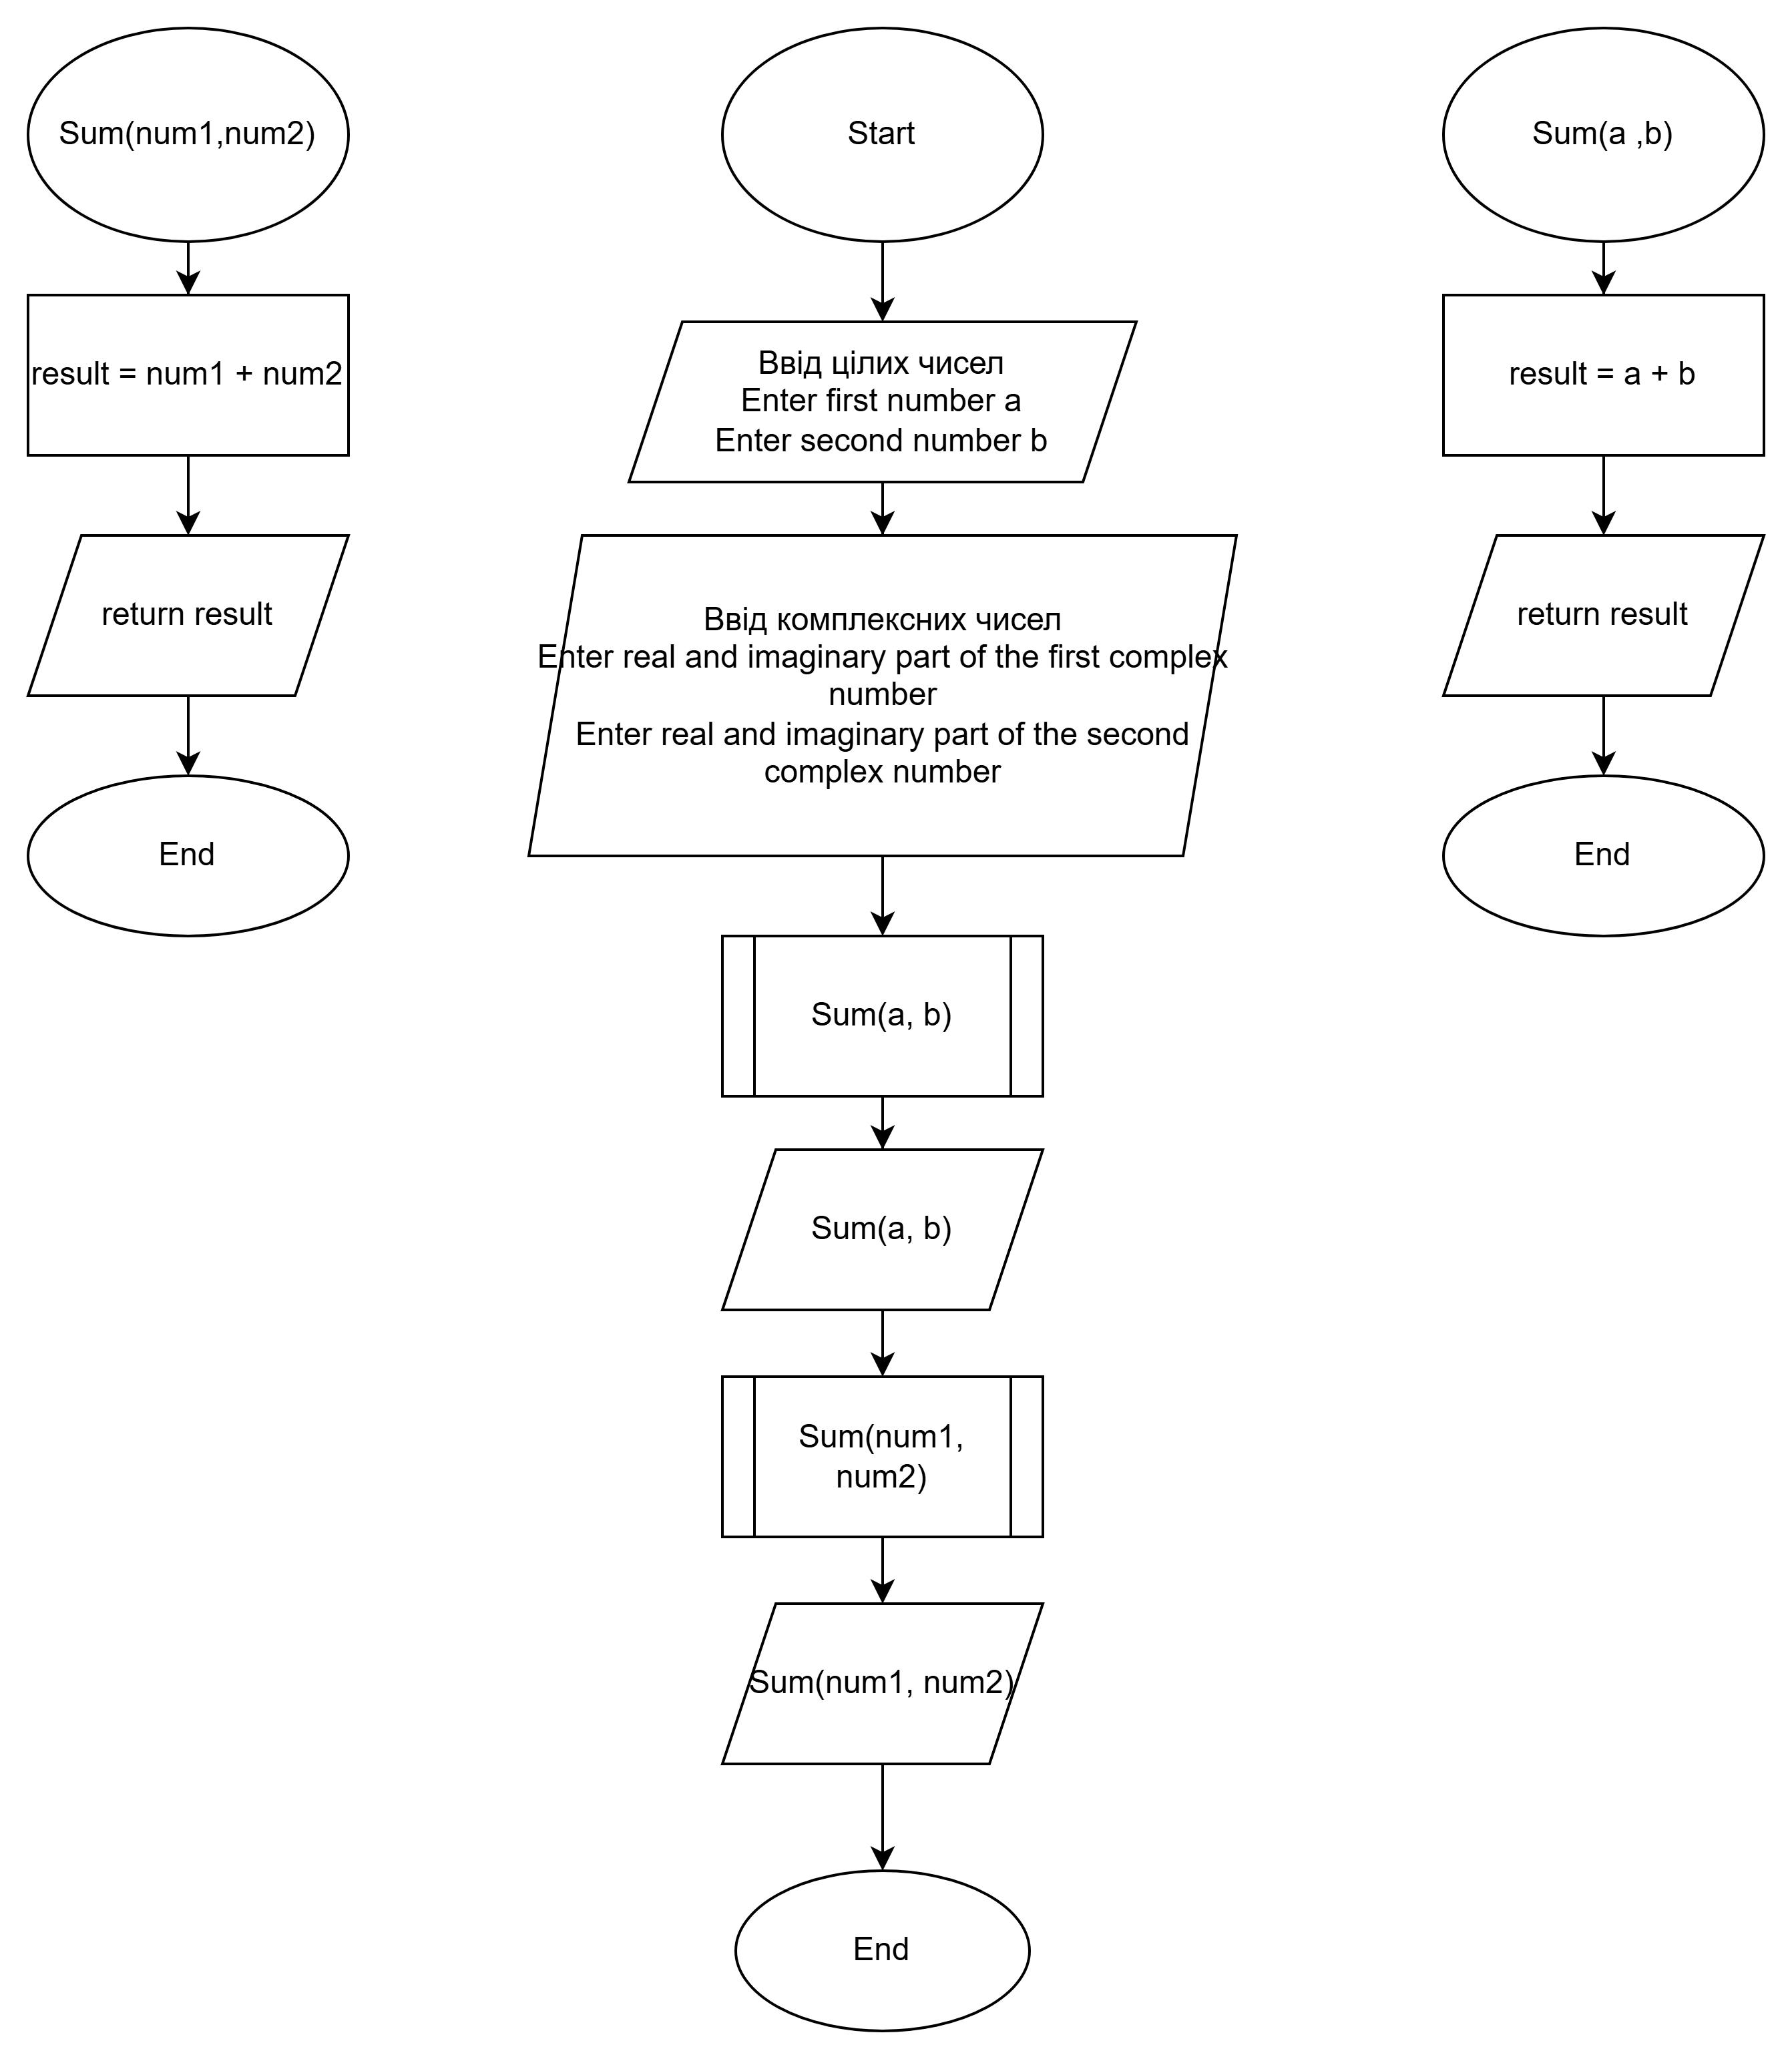 Sum(num1,num2)
result = num1 + num2
return result
End
Start
Ввід цілих чисел
Enter first number a
Enter second number b
Ввід комплексних чисел
Enter real and imaginary part of the first complex
number
Enter real and imaginary part of the second
complex number
Sum(a, b)
Sum(a, b)
Sum(num1,
num2)
Sum(num1, num2)
End
Sum(a ,b)
result = a + b
return result
End